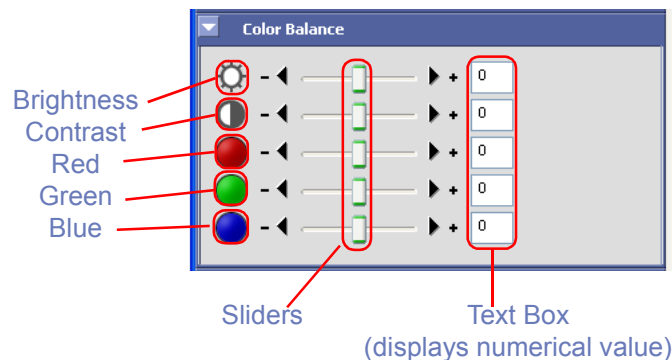 Color Balance
Brightness - + 0
Contrast - + 0
Red - + 0
Green - + 0
Blue - + 0
Sliders
Text Box
(displays numerical value)